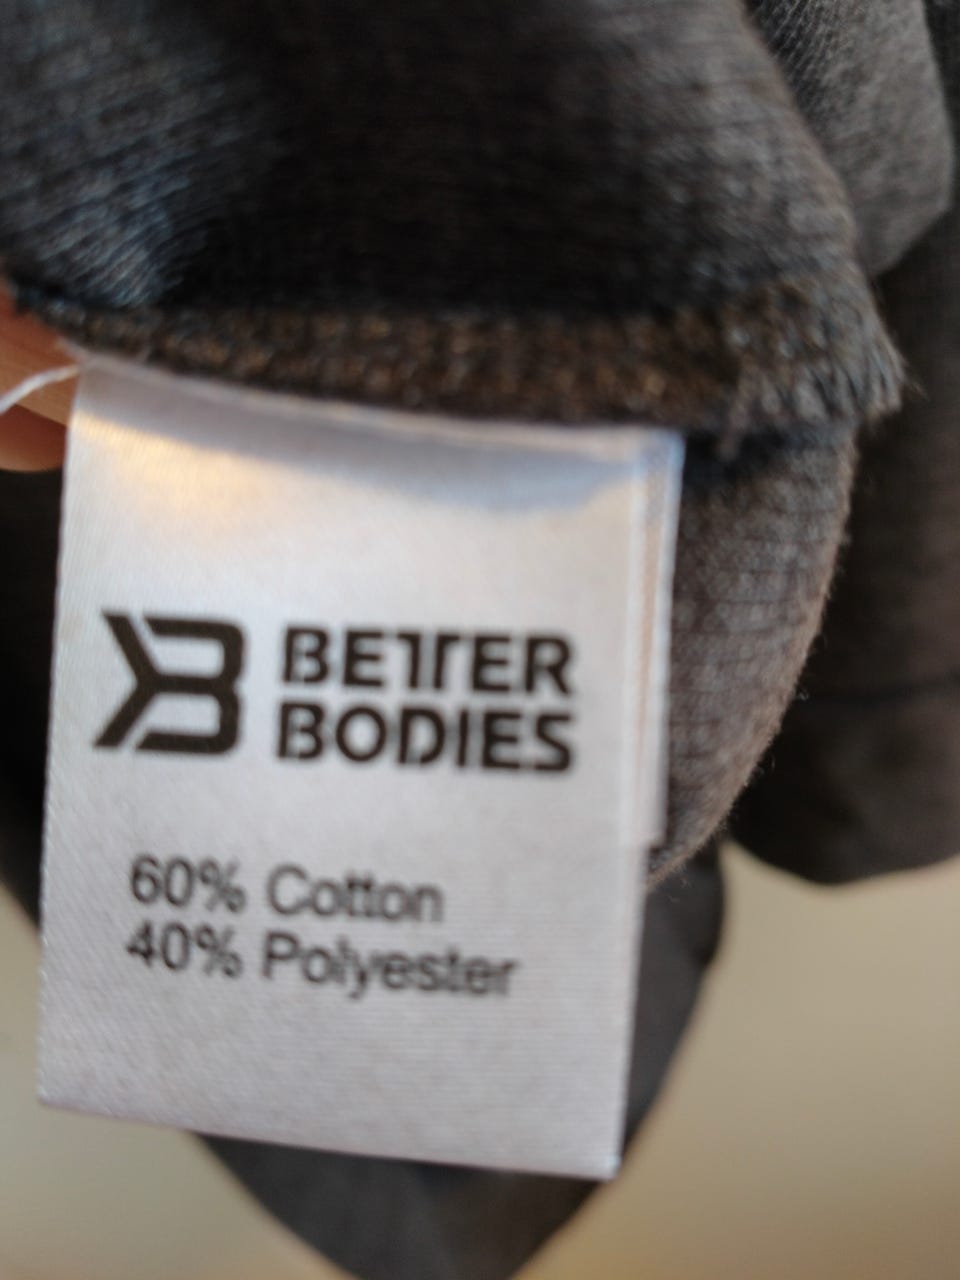 BETTER
BODIES
60% Cotton
40% Polyester